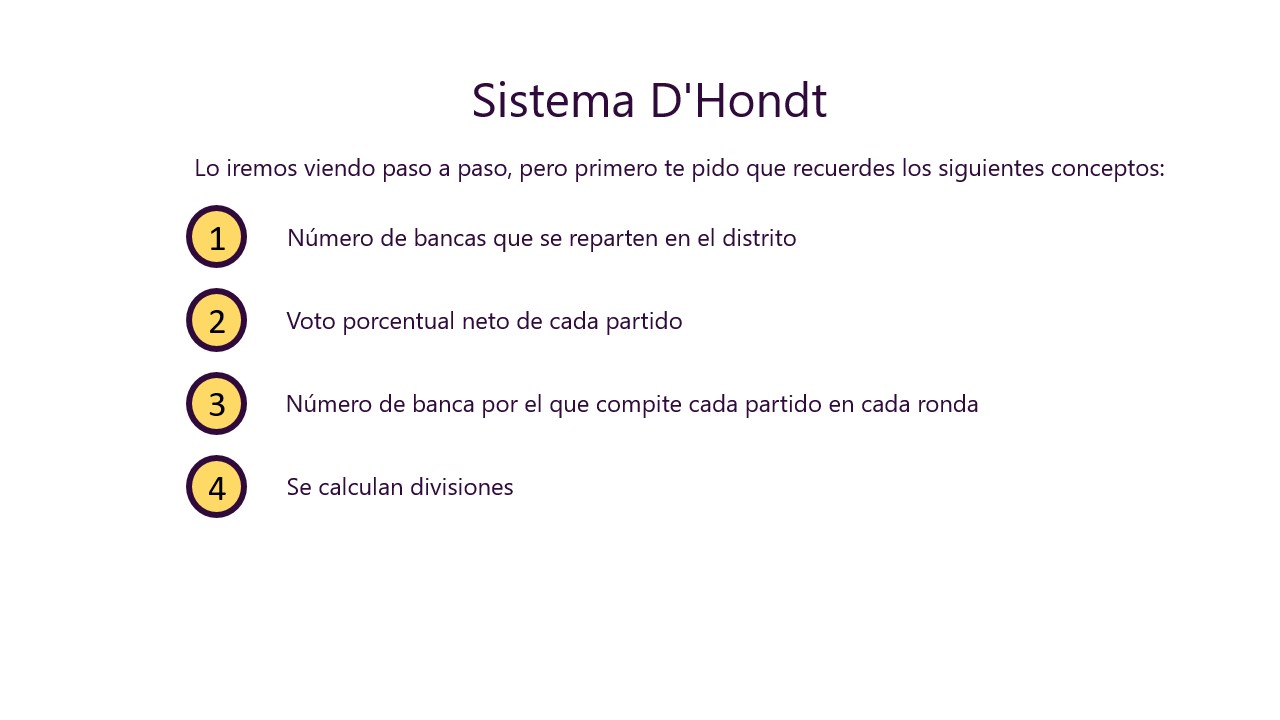 Sistema D'Hondt
Lo iremos viendo paso a paso, pero primero te pido que recuerdes los siguientes conceptos:
1 Número de bancas que se reparten en el distrito
2 Voto porcentual neto de cada partido
3 Número de banca por el que compite cada partido en cada ronda
4 Se calculan divisiones